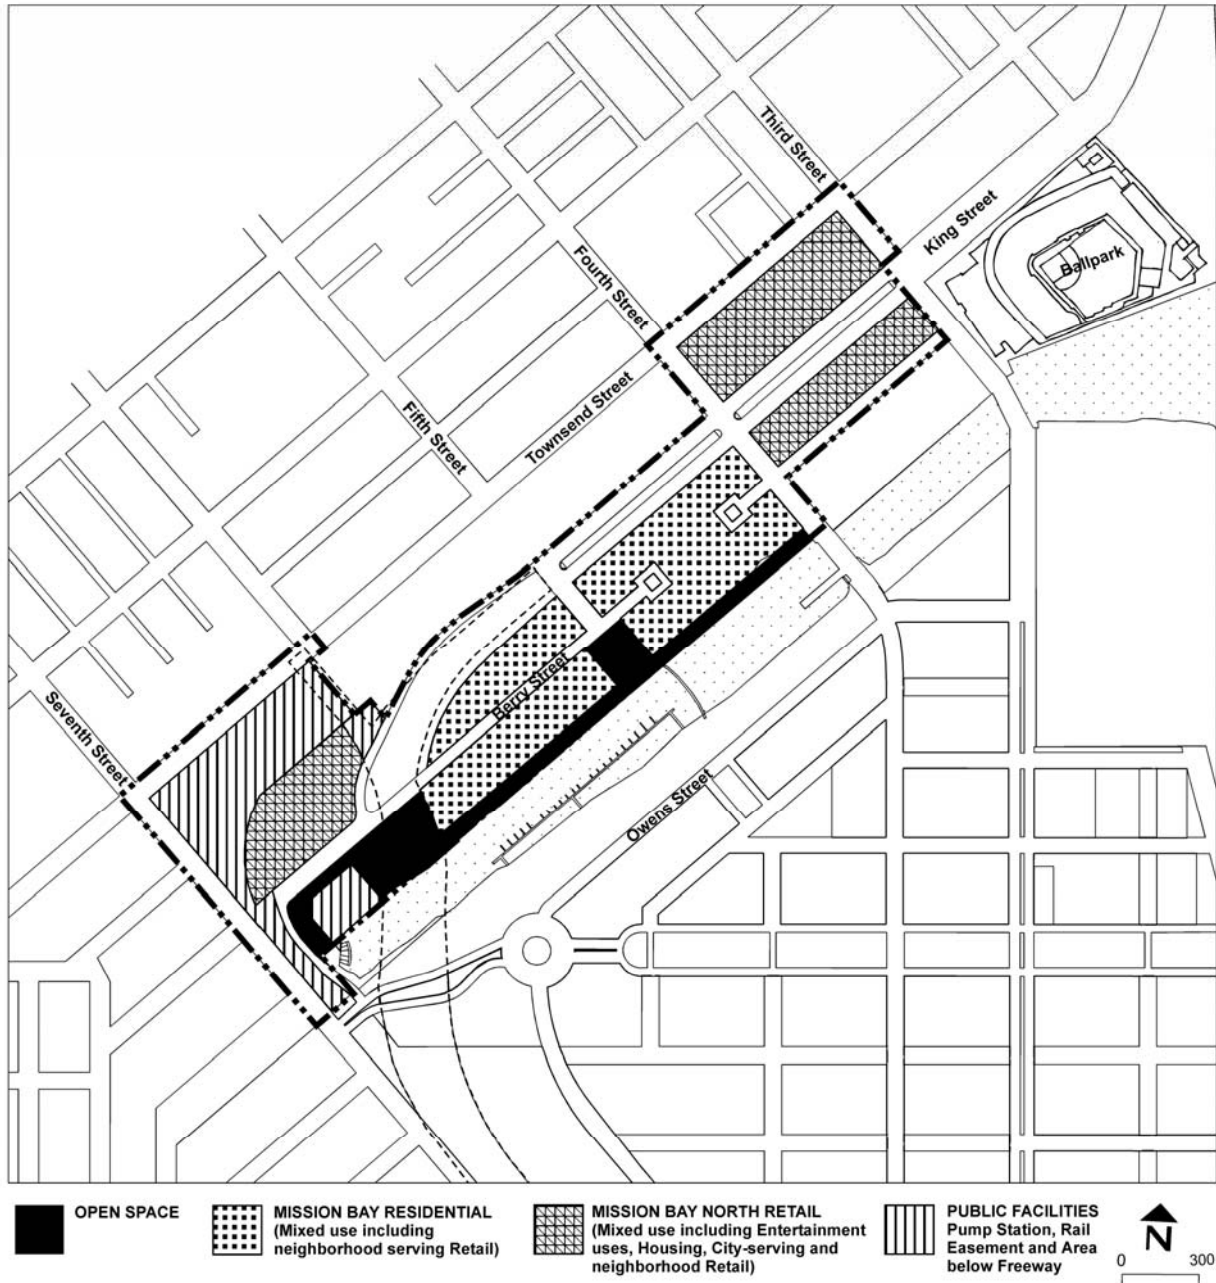 Third Street
King Street
Ballpark
Fourth Street
Townsend Street
Fifth Street
Berry Street
Seventh Street
Owens Street
OPEN SPACE
MISSION BAY RESIDENTIAL
(Mixed use including
neighborhood serving Retail)
MISSION BAY NORTH RETAIL
(Mixed use including Entertainment
uses, Housing, City-serving and
neighborhood Retail)
PUBLIC FACILITIES
Pump Station, Rail
Easement and Area
below Freeway
N
0 300